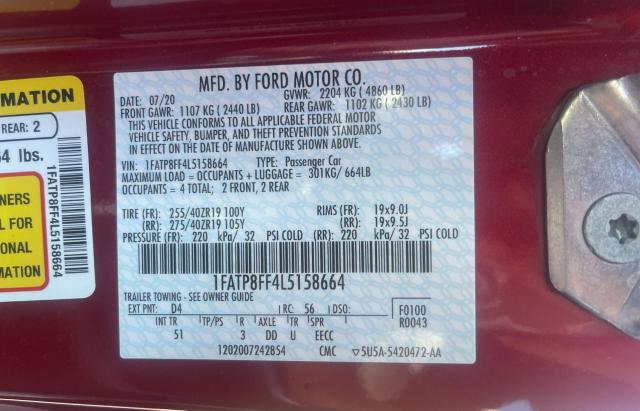 MFD. BY FORD MOTOR CO.
DATE: 07/20 GVWR: 2204 KG ( 4860 LB)
FRONT GAWR: 1107 KG ( 2440 LB) REAR GAWR: 1102 KG ( 2430 LB)
THIS VEHICLE CONFORMS TO ALL APPLICABLE FEDERAL MOTOR
VEHICLE SAFETY, BUMPER, AND THEFT PREVENTION STANDARDS
IN EFFECT ON THE DATE OF MANUFACTURE SHOWN ABOVE.
VIN: 1FATP8FF4L5158664 TYPE: Passenger Car
MAXIMUM LOAD = OCCUPANTS + LUGGAGE = 301KG/ 664LB
OCCUPANTS = 4 TOTAL; 2 FRONT, 2 REAR
TIRE (FR): 255/40ZR19 100Y RIMS (FR): 19x9.0J
(RR): 275/40ZR19 105Y (RR): 19x9.5J
PRESSURE (FR): 220 kPa/ 32 PSI COLD (RR): 220 kPa/ 32 PSI COLD
1FATP8FF4L5158664
TRAILER TOWING - SEE OWNER GUIDE
EXT PNT: D4 RC: 56 DSO: F0100
R0043
INT TR TP/PS R AXLE TR SPR
51 3 DD U EECC
1202007242854 CMC 5U5A-5420472-AA
RMATION
REAR: 2
64 lbs.
1FATP8FF4L5158664
NERS
L FOR
IONAL
MATION